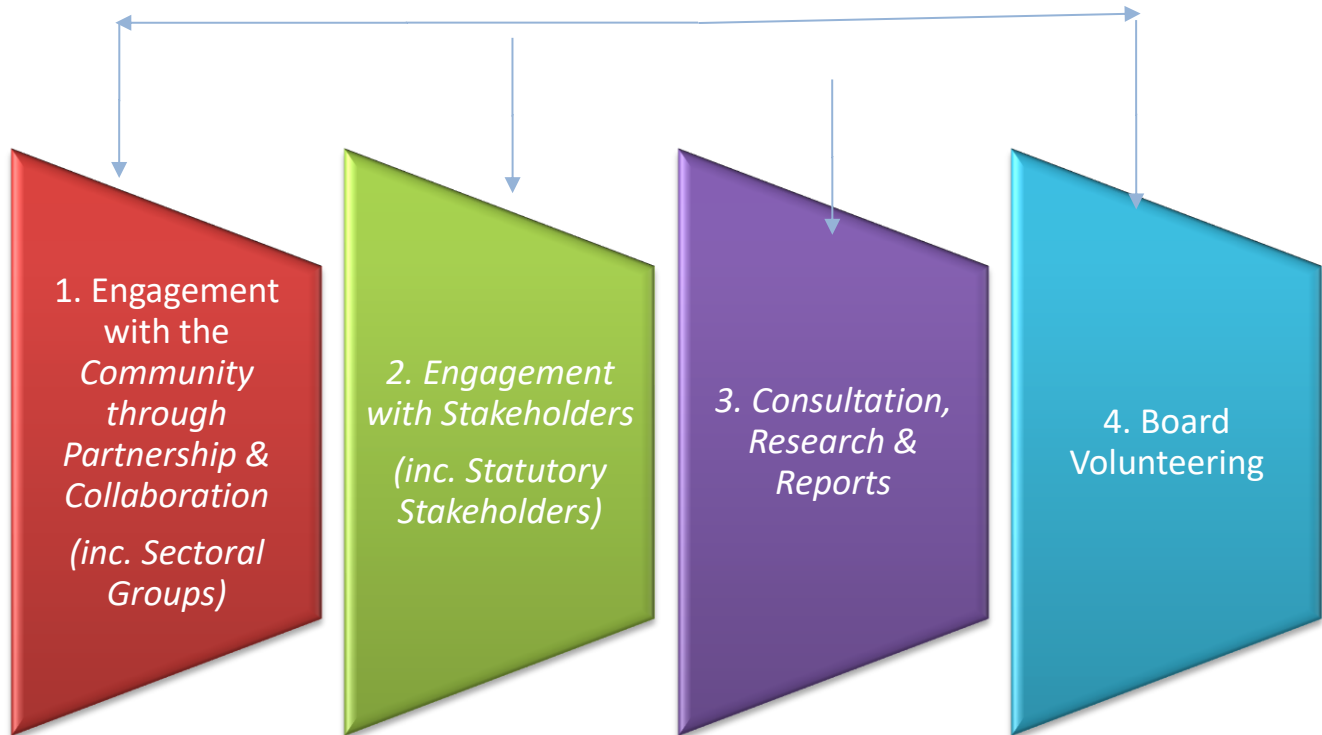 1. Engagement
with the
Community
through
Partnership &
Collaboration
(inc. Sectoral
Groups)
2. Engagement
with Stakeholders
(inc. Statutory
Stakeholders)
3. Consultation,
Research &
Reports
4. Board
Volunteering